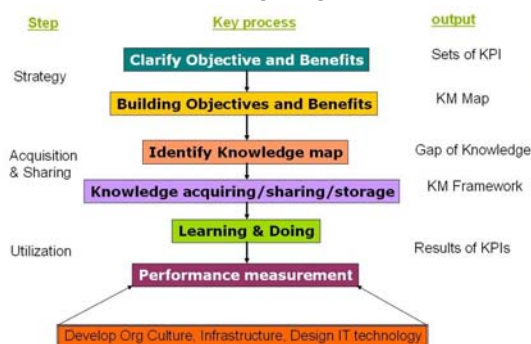 Step Key process output
Clarify Objective and Benefits Sets of KPI
Strategy
Building Objectives and Benefits KM Map
Acquisition
& Sharing
Identify Knowledge map Gap of Knowledge
Knowledge acquiring/sharing/storage KM Framework
Learning & Doing
Utilization Results of KPIs
Performance measurement
Develop Org Culture, Infrastructure, Design IT technology